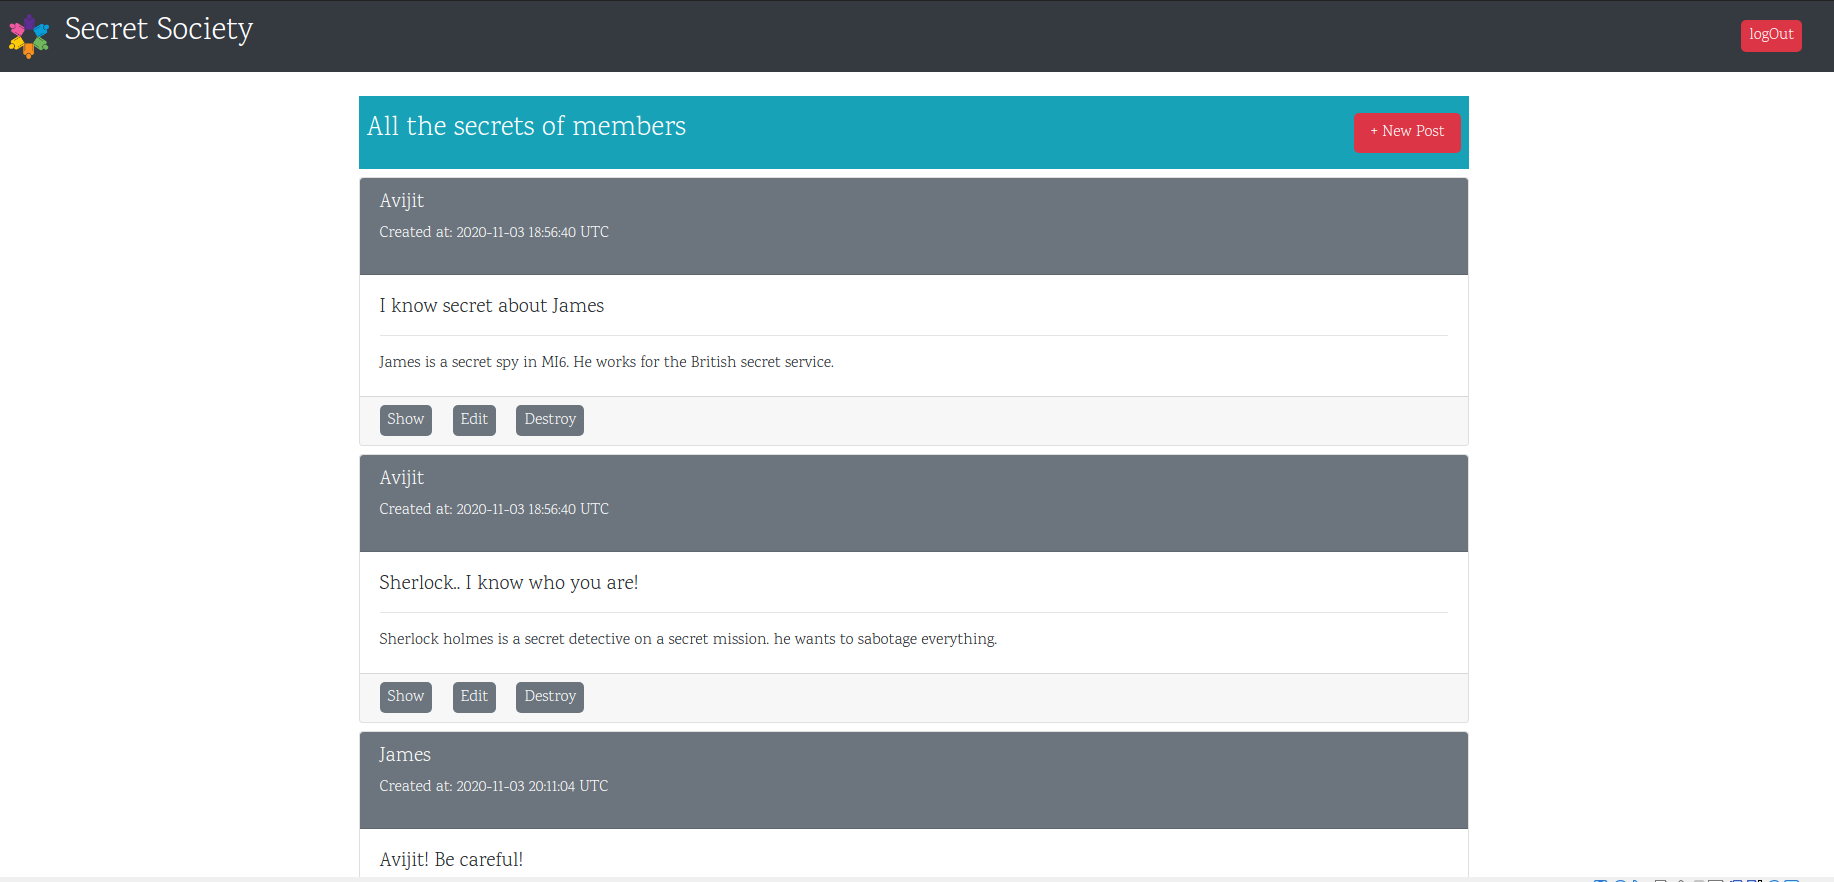 Secret Society
logOut
All the secrets of members
+ New Post
Avijit
Created at: 2020-11-03 18:56:40 UTC
I know secret about James
James is a secret spy in MI6. He works for the British secret service.
Show Edit Destroy
Avijit
Created at: 2020-11-03 18:56:40 UTC
Sherlock.. I know who you are!
Sherlock holmes is a secret detective on a secret mission. he wants to sabotage everything.
Show Edit Destroy
James
Created at: 2020-11-03 20:11:04 UTC
Avijit! Be careful!